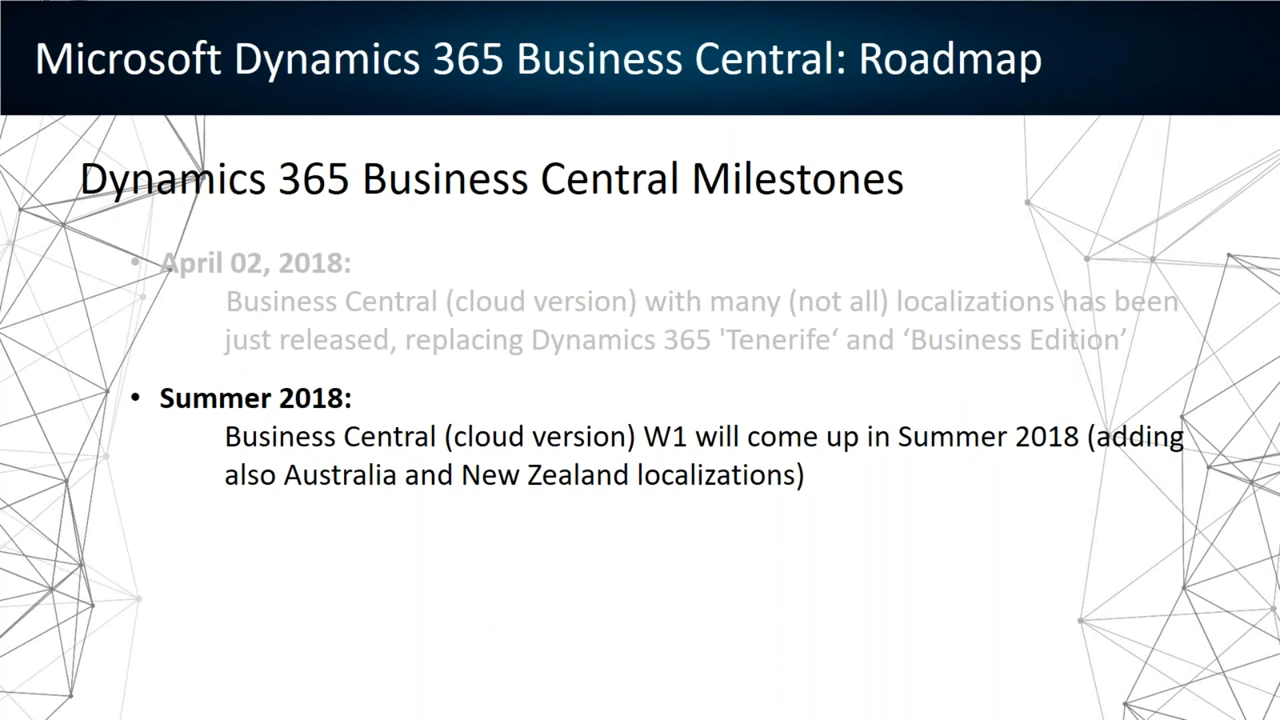 Microsoft Dynamics 365 Business Central: Roadmap
Dynamics 365 Business Central Milestones
• April 02, 2018:
Business Central (cloud version) with many (not all) localizations has been
just released, replacing Dynamics 365 'Tenerife‘ and ‘Business Edition’
• Summer 2018:
Business Central (cloud version) W1 will come up in Summer 2018 (adding
also Australia and New Zealand localizations)